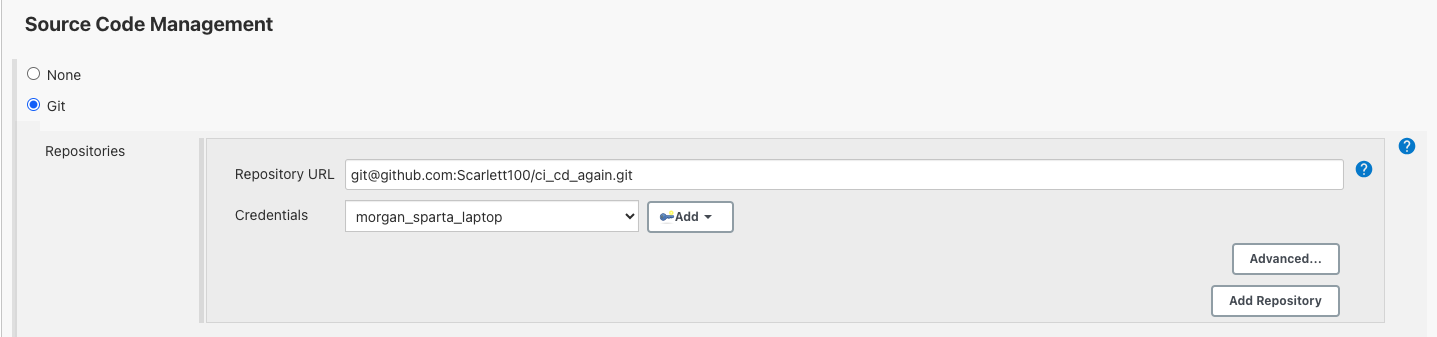 Source Code Management
None
Git
Repositories
?
Repository URL git@github.com:Scarlett100/ci_cd_again.git ?
Credentials morgan_sparta_laptop Add
Advanced...
Add Repository